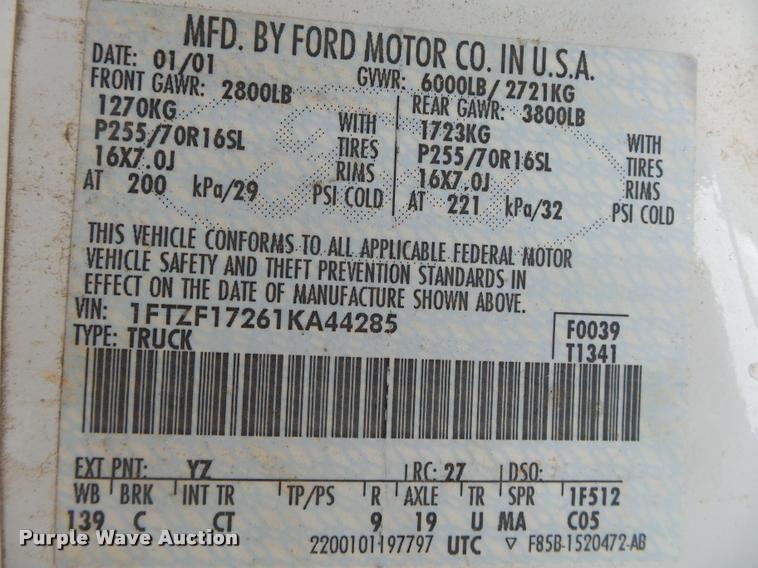 MFD. BY FORD MOTOR CO. IN U.S.A.
DATE: 01/01 GVWR: 6000LB/ 2721KG
FRONT GAWR: 2800LB REAR GAWR: 3800LB
1270KG WITH 1723KG WITH
P255/70R16SL TIRES P255/70R16SL TIRES
16X7.0J RIMS 16X7.0J RIMS
AT 200 kPa/29 PSI COLD AT 221 kPa/32 PSI COLD
THIS VEHICLE CONFORMS TO ALL APPLICABLE FEDERAL MOTOR
VEHICLE SAFETY AND THEFT PREVENTION STANDARDS IN
EFFECT ON THE DATE OF MANUFACTURE SHOWN ABOVE.
VIN: 1FTZF17261KA44285 F0039
TYPE: TRUCK T1341
EXT PNT: YZ RC: 27 DSO:
WB BRK INT TR TP/PS R AXLE TR SPR 1F512
139 C CT 9 19 U MA C05
2200101197797 UTC ▽ F85B-1520472-AB
Purple Wave Auction